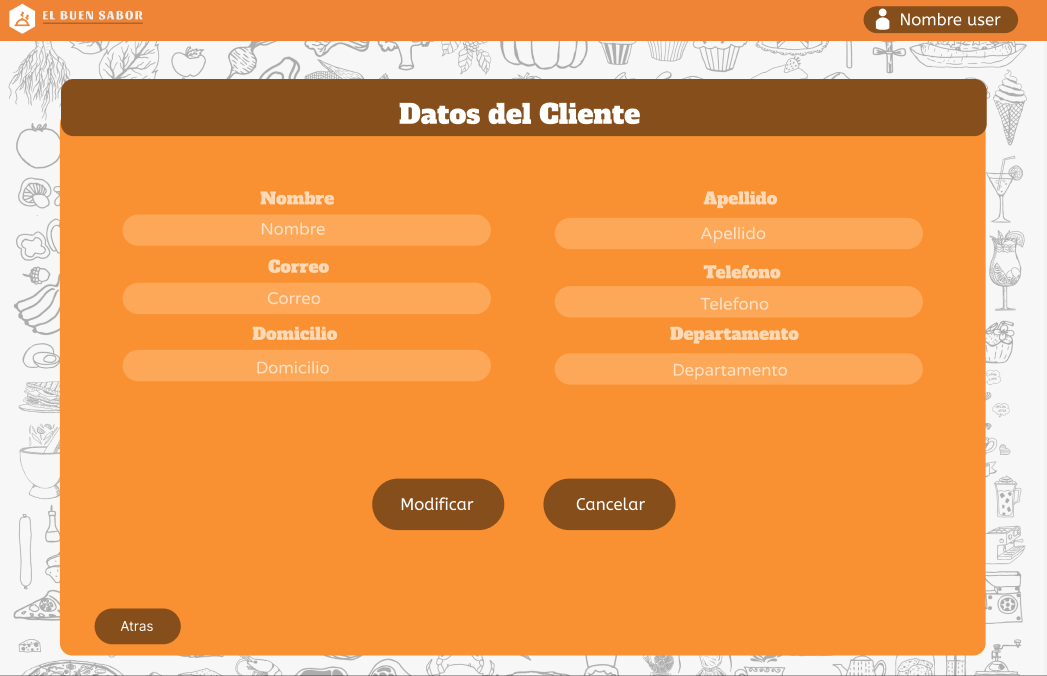 EL BUEN SABOR
Nombre user
Datos del Cliente
Nombre
Nombre
Apellido
Apellido
Correo
Correo
Telefono
Telefono
Domicilio
Domicilio
Departamento
Departamento
Modificar
Cancelar
Atras